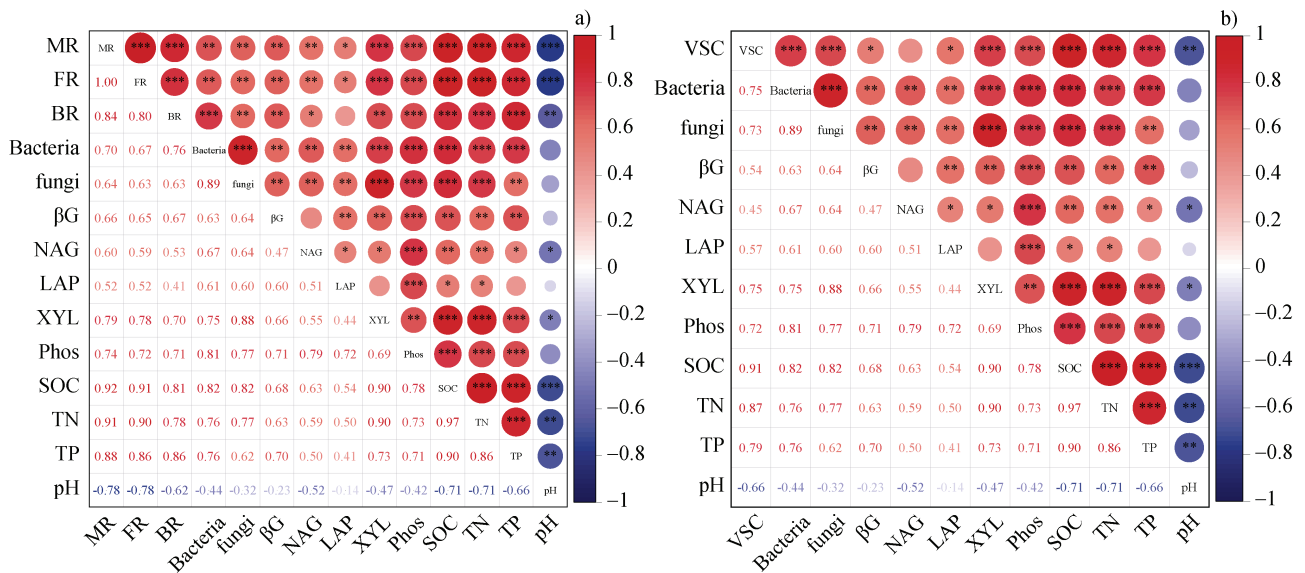 a)
MR MR *** *** ** ** ** ** * *** *** *** *** *** ***
FR 1.00 FR *** ** ** ** ** * *** *** *** *** *** ***
BR 0.84 0.80 BR *** ** ** * ** ** *** *** *** **
Bacteria 0.70 0.67 0.76 Bacteria *** ** ** ** *** *** *** *** ***
fungi 0.64 0.63 0.63 0.89 fungi ** ** ** *** *** *** *** **
βG 0.66 0.65 0.67 0.63 0.64 βG ** ** *** ** ** **
NAG 0.60 0.59 0.53 0.67 0.64 0.47 NAG * * *** ** ** * *
LAP 0.52 0.52 0.41 0.61 0.60 0.60 0.51 LAP *** * *
XYL 0.79 0.78 0.70 0.75 0.88 0.66 0.55 0.44 XYL ** *** *** *** *
Phos 0.74 0.72 0.71 0.81 0.77 0.71 0.79 0.72 0.69 Phos *** *** ***
SOC 0.92 0.91 0.81 0.82 0.82 0.68 0.63 0.54 0.90 0.78 SOC *** *** ***
TN 0.91 0.90 0.78 0.76 0.77 0.63 0.59 0.50 0.90 0.73 0.97 TN *** **
TP 0.88 0.86 0.86 0.76 0.62 0.70 0.50 0.41 0.73 0.71 0.90 0.86 TP **
pH -0.78 -0.78 -0.62 -0.44 -0.32 -0.23 -0.52 -0.14 -0.47 -0.42 -0.71 -0.71 -0.66 pH
MR FR BR Bacteria fungi βG NAG LAP XYL Phos SOC TN TP pH
1
0.8
0.6
0.4
0.2
0
−0.2
−0.4
−0.6
−0.8
−1
b)
VSC VSC *** *** * * *** *** *** *** *** **
Bacteria 0.75 Bacteria *** ** ** ** *** *** *** *** ***
fungi 0.73 0.89 fungi ** ** ** *** *** *** *** **
βG 0.54 0.63 0.64 βG ** ** *** ** ** **
NAG 0.45 0.67 0.64 0.47 NAG * * *** ** ** * *
LAP 0.57 0.61 0.60 0.60 0.51 LAP *** * *
XYL 0.75 0.75 0.88 0.66 0.55 0.44 XYL ** *** *** *** *
Phos 0.72 0.81 0.77 0.71 0.79 0.72 0.69 Phos *** *** ***
SOC 0.91 0.82 0.82 0.68 0.63 0.54 0.90 0.78 SOC *** *** ***
TN 0.87 0.76 0.77 0.63 0.59 0.50 0.90 0.73 0.97 TN *** **
TP 0.79 0.76 0.62 0.70 0.50 0.41 0.73 0.71 0.90 0.86 TP **
pH -0.66 -0.44 -0.32 -0.23 -0.52 -0.14 -0.47 -0.42 -0.71 -0.71 -0.66 pH
VSC Bacteria fungi βG NAG LAP XYL Phos SOC TN TP pH
1
0.8
0.6
0.4
0.2
0
−0.2
−0.4
−0.6
−0.8
−1